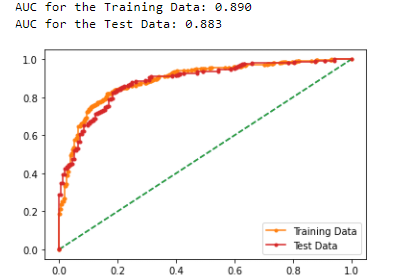 AUC for the Training Data: 0.890
AUC for the Test Data: 0.883
1.0
0.8
0.6
0.4
0.2
0.0
0.0 0.2 0.4 0.6 0.8 1.0
Training Data
Test Data